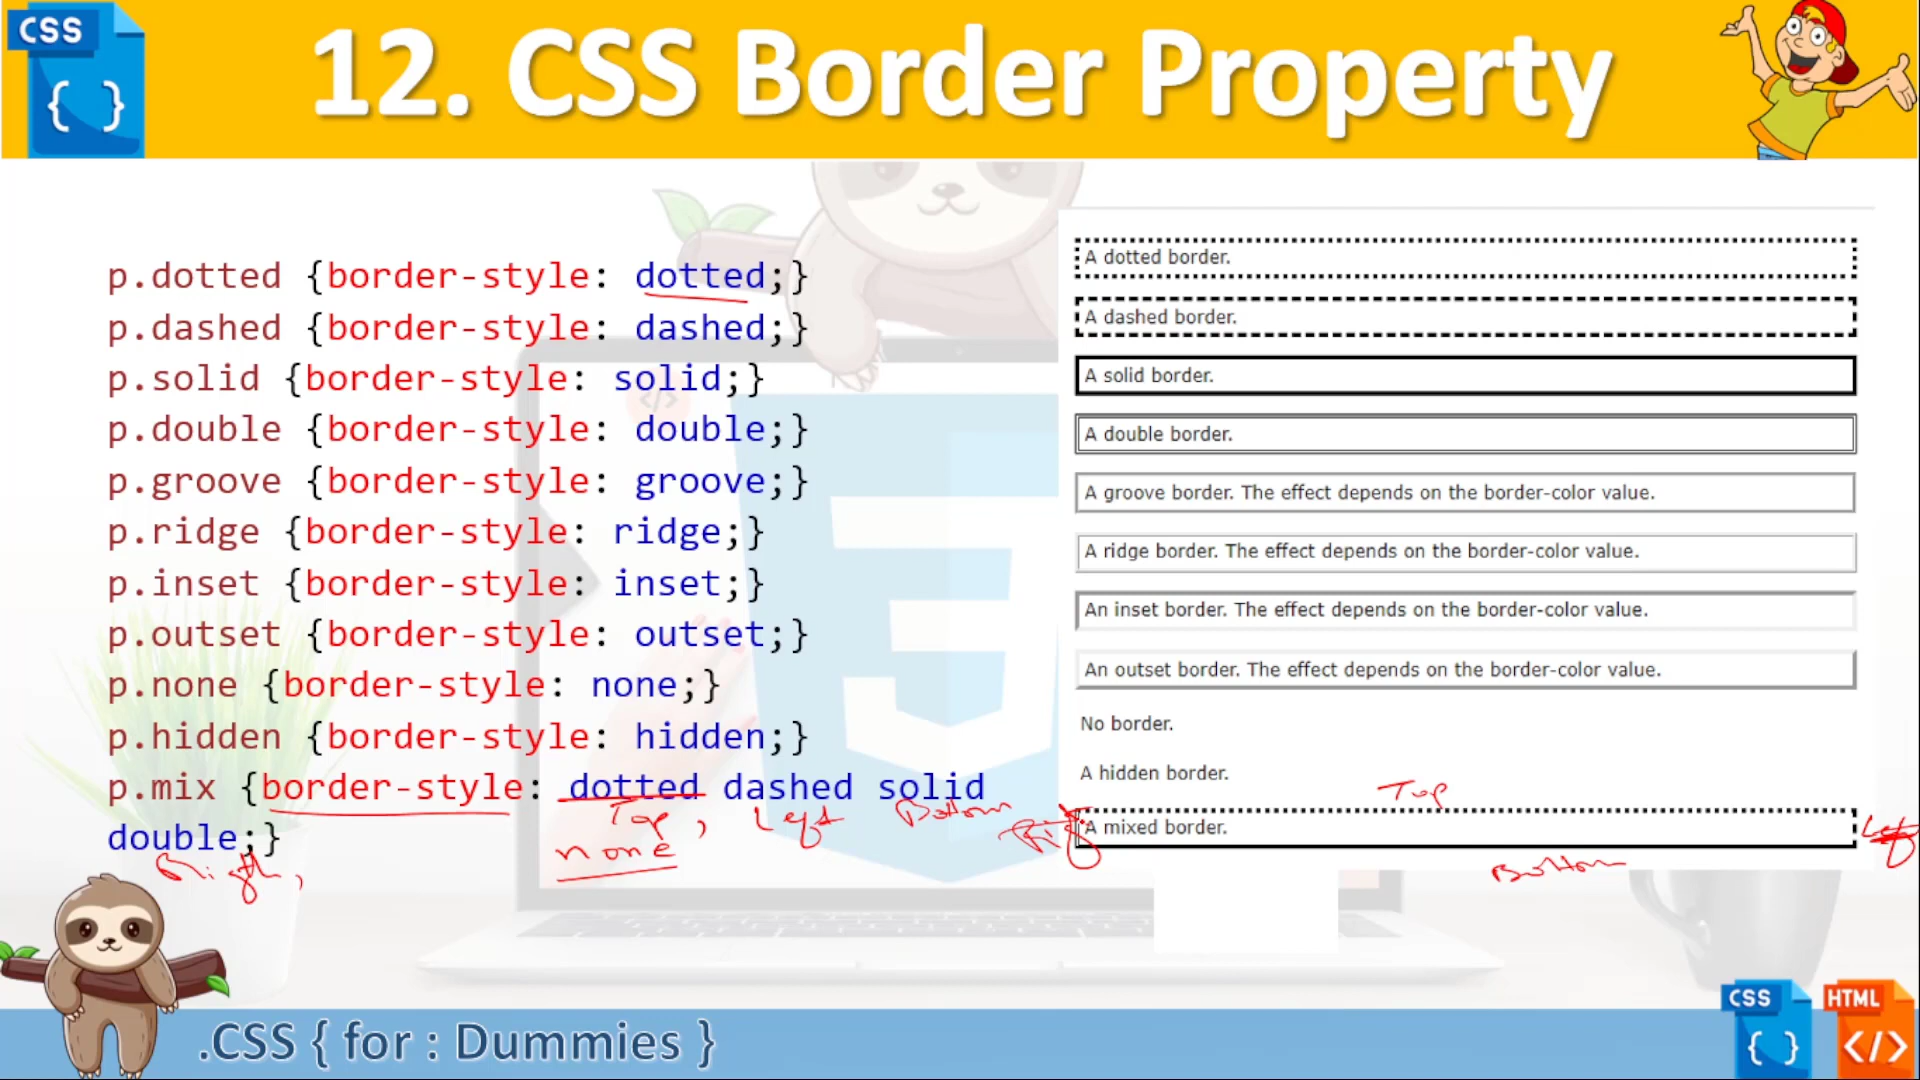 CSS
{ }
12. CSS Border Property
p.dotted {border-style: dotted;}
p.dashed {border-style: dashed;}
p.solid {border-style: solid;}
p.double {border-style: double;}
p.groove {border-style: groove;}
p.ridge {border-style: ridge;}
p.inset {border-style: inset;}
p.outset {border-style: outset;}
p.none {border-style: none;}
p.hidden {border-style: hidden;}
p.mix {border-style: dotted dashed solid
Top, Left Bottom
double;}
none
Right,
A dotted border.
A dashed border.
A solid border.
A double border.
A groove border. The effect depends on the border-color value.
A ridge border. The effect depends on the border-color value.
An inset border. The effect depends on the border-color value.
An outset border. The effect depends on the border-color value.
No border.
A hidden border.
Top
A mixed border.
Left
Bottom
.CSS { for : Dummies }
CSS
{ }
HTML
</>